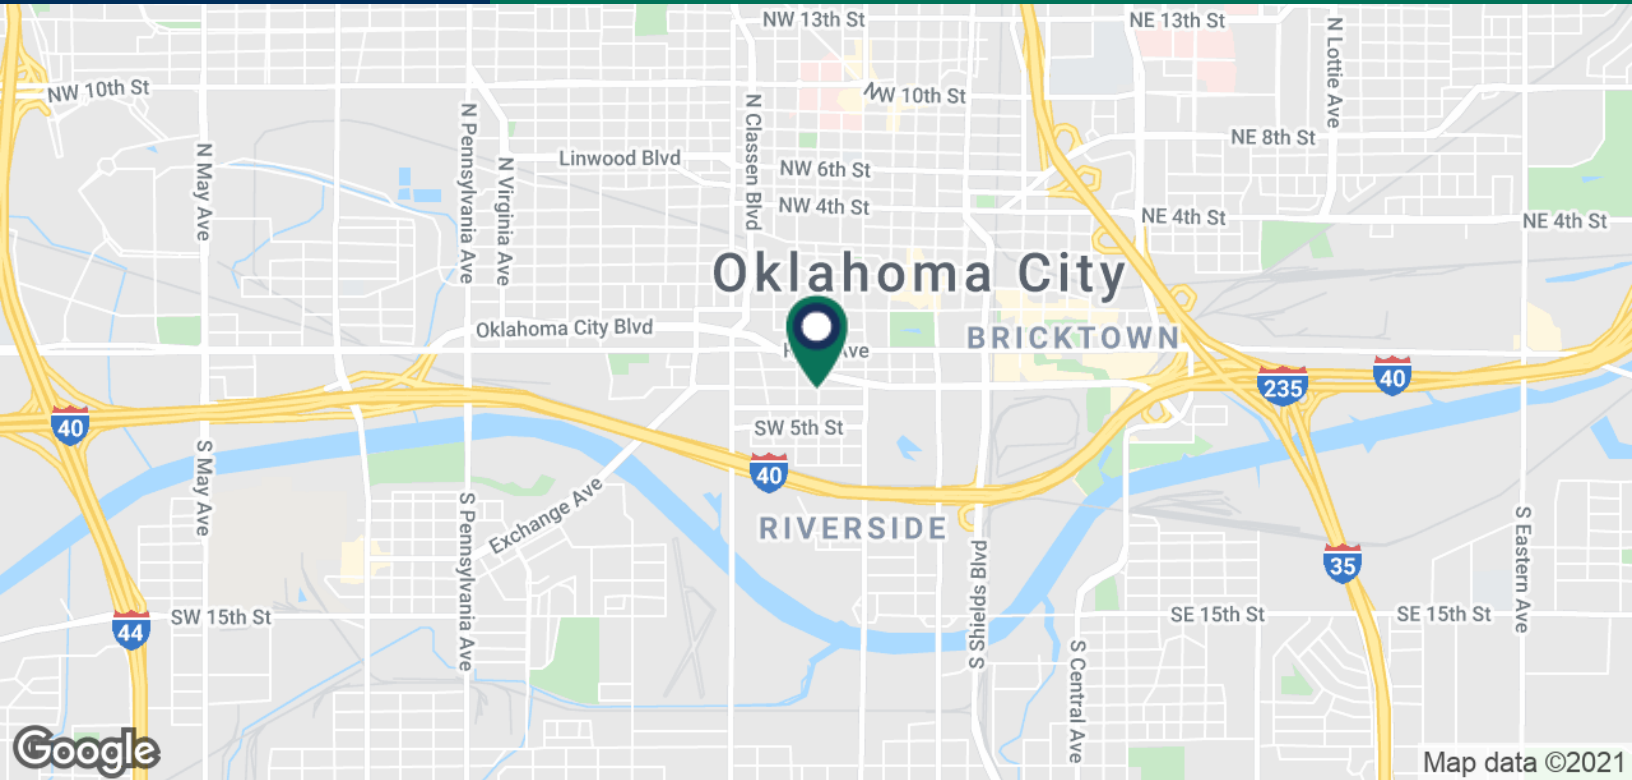 NW 13th St
NE 13th St
N Lottie Ave
NW 10th St
NW 10th St
N Classen Blvd
N Pennsylvania Ave
NE 8th St
N May Ave
N Virginia Ave
Linwood Blvd
NW 6th St
NW 4th St
NE 4th St
NE 4th St
Oklahoma City
Oklahoma City Blvd
BRICKTOWN
Ave
40
235
40
SW 5th St
S May Ave
40
S Pennsylvania Ave
Exchange Ave
RIVERSIDE
S Shields Blvd
35
S Eastern Ave
44
SW 15th St
SE 15th St
SE 15th St
S Central Ave
Google
Map data ©2021